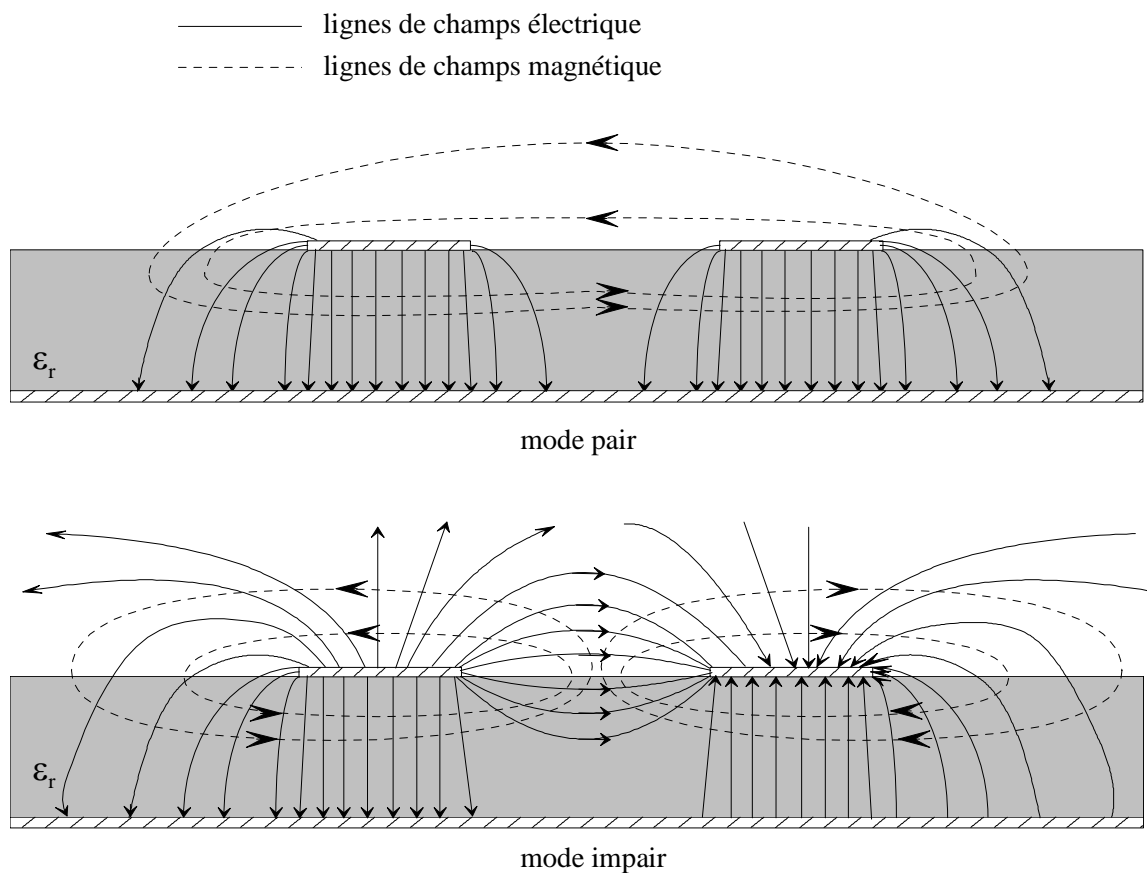 lignes de champs électrique
lignes de champs magnétique
εr
mode pair
εr
mode impair